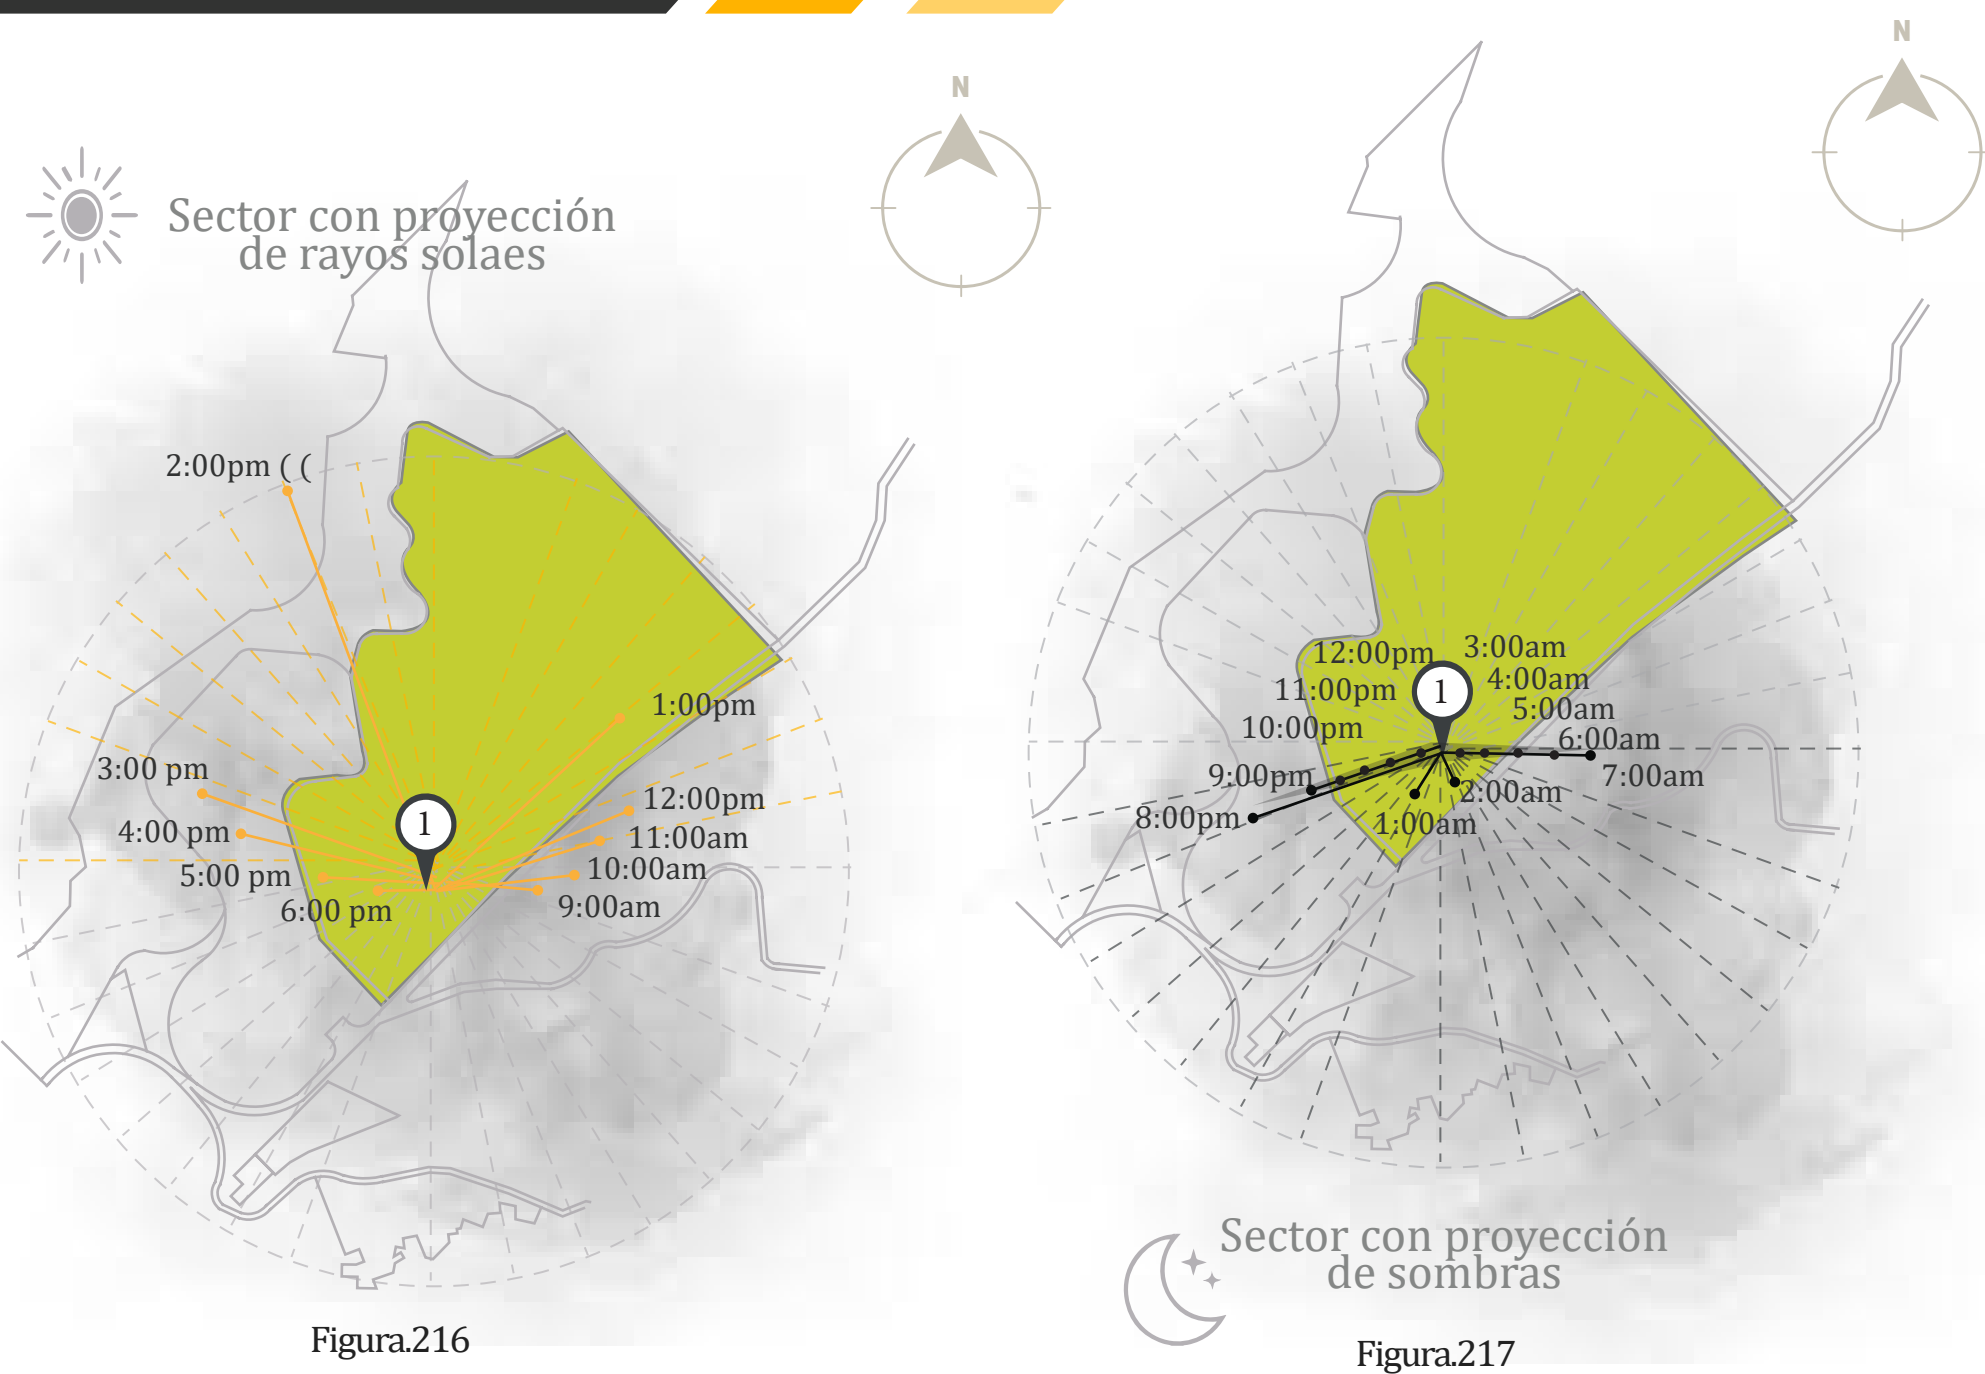 N
Sector con proyección
de rayos solaes
2:00pm ( (
1:00pm
3:00 pm
12:00pm
4:00 pm
1
11:00am
10:00am
5:00 pm
9:00am
6:00 pm
Figura.216
N
12:00pm
3:00am
11:00pm
1
4:00am
5:00am
10:00pm
6:00am
9:00pm
7:00am
2:00am
8:00pm
1:00am
Sector con proyección
de sombras
Figura.217